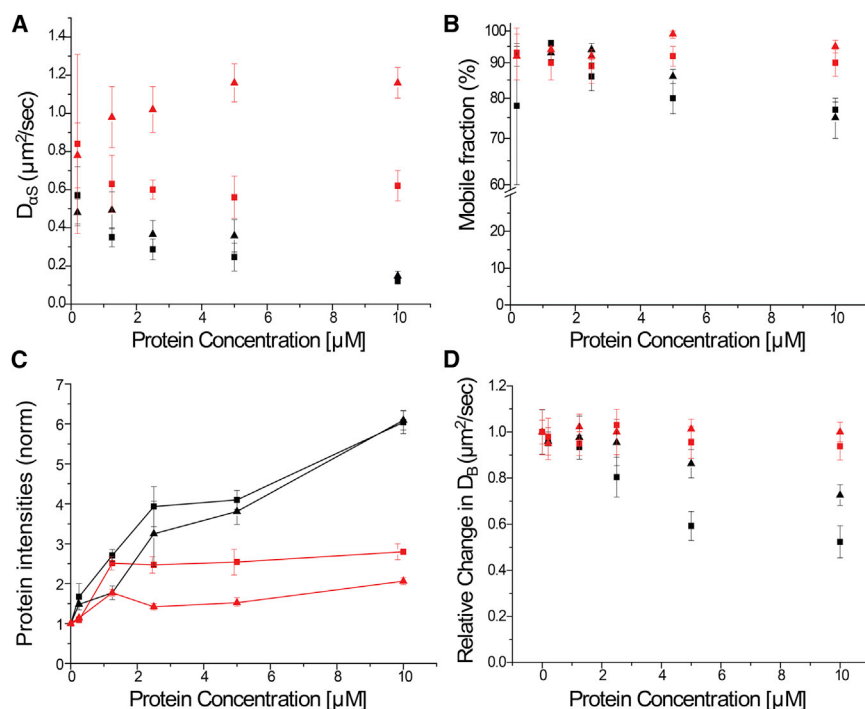 A
D_αS (µm²/sec)
1.4
1.2
1.0
0.8
0.6
0.4
0.2
0.0
0 2 4 6 8 10
Protein Concentration [µM]
B
Mobile fraction (%)
100
90
80
70
60
20
0
0 2 4 6 8 10
Protein Concentration [µM]
C
Protein intensities (norm)
7
6
5
4
3
2
1
0
0 2 4 6 8 10
Protein Concentration [µM]
D
Relative Change in D_B (µm²/sec)
1.2
1.0
0.8
0.6
0.4
0.2
0.0
0 2 4 6 8 10
Protein Concentration [µM]